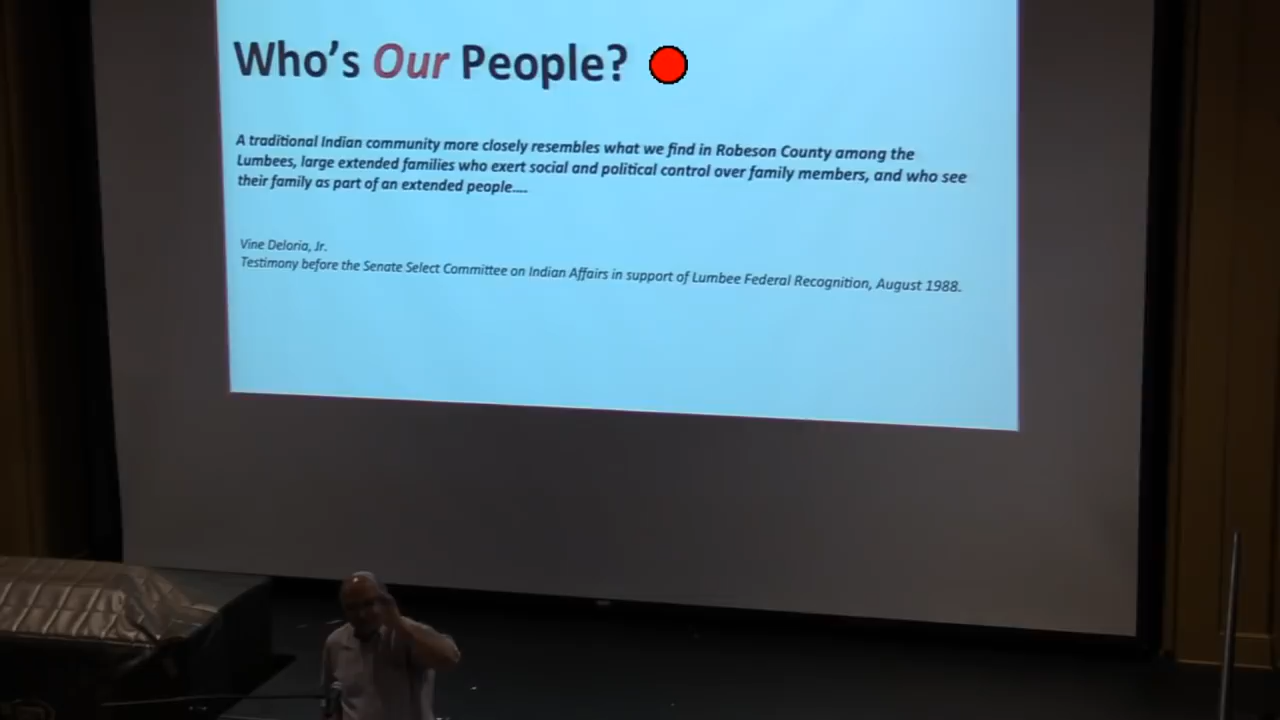 Who's Our People?
A traditional Indian community more closely resembles what we find in Robeson County among the
Lumbees, large extended families who exert social and political control over family members, and who see
their family as part of an extended people....
Vine Deloria, Jr.
Testimony before the Senate Select Committee on Indian Affairs in support of Lumbee Federal Recognition, August 1988.